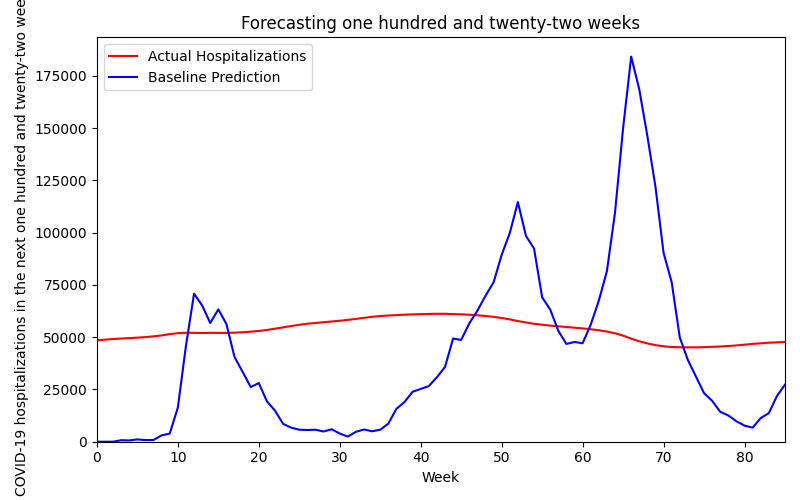 Forecasting one hundred and twenty-two weeks
Actual Hospitalizations
Baseline Prediction
COVID-19 hospitalizations in the next one hundred and twenty-two
175000
150000
125000
100000
75000
50000
25000
0
0 10 20 30 40 50 60 70 80
Week